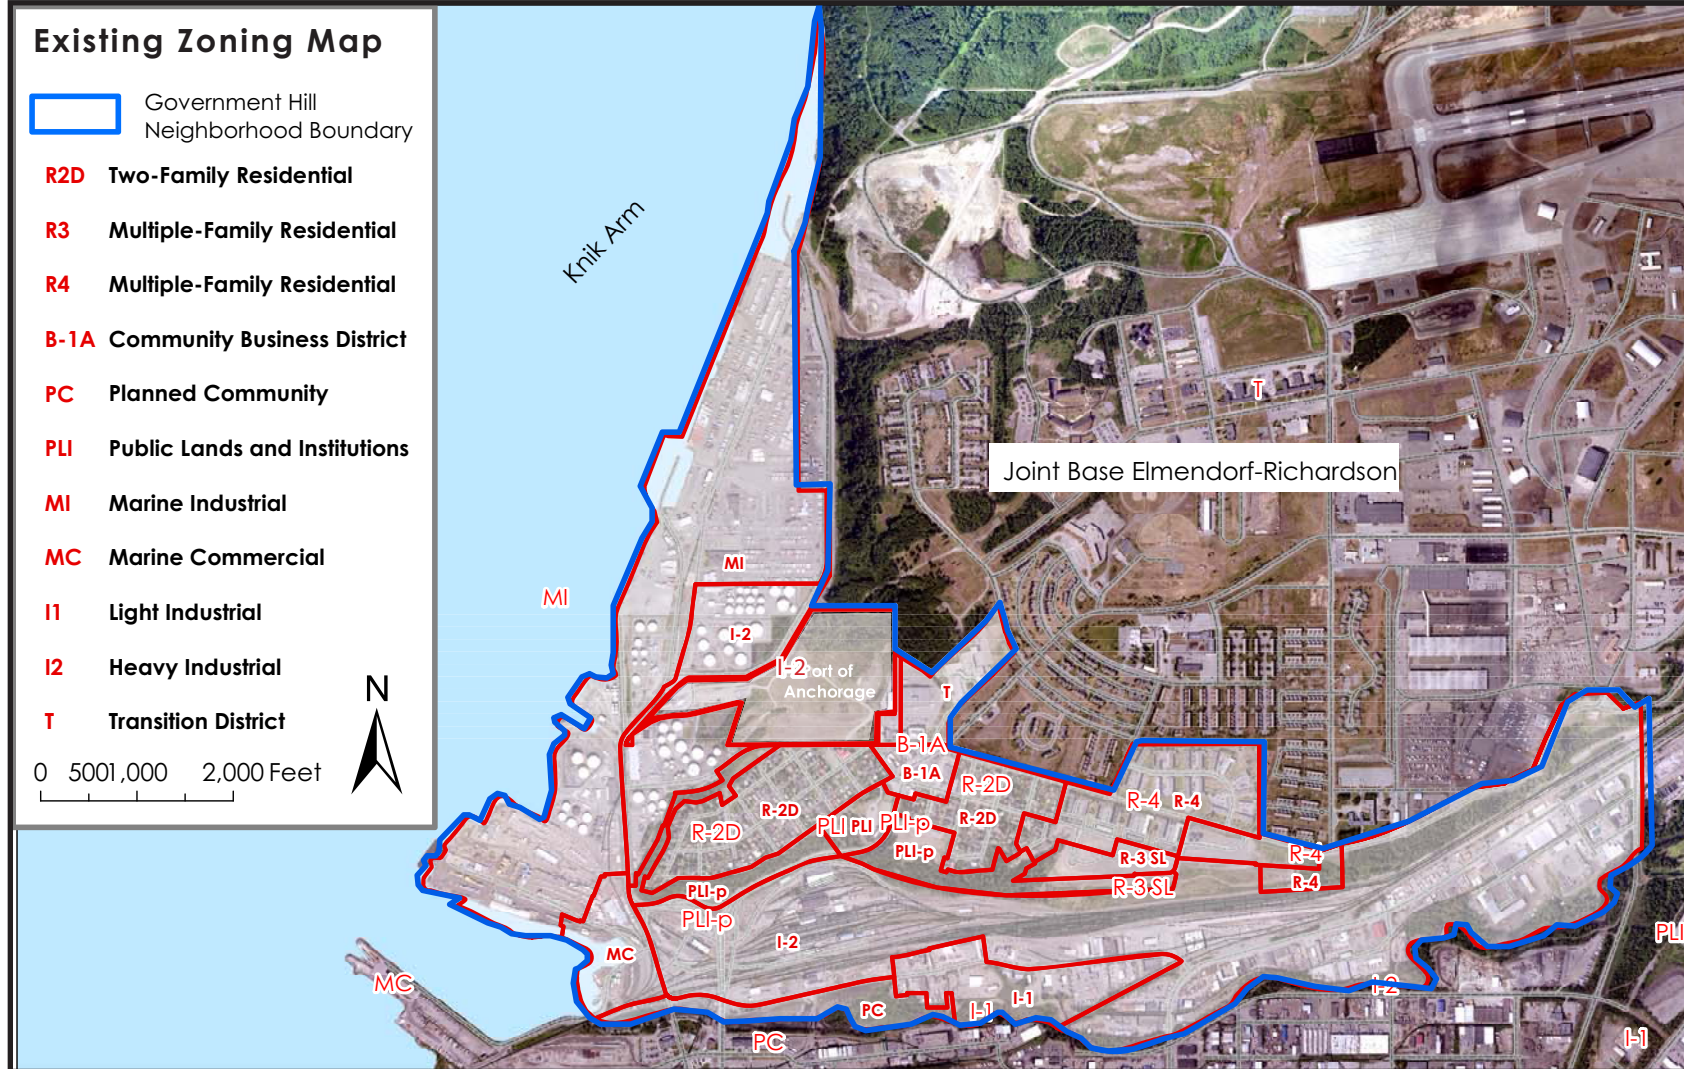 Existing Zoning Map
Government Hill
Neighborhood Boundary
R2D Two-Family Residential
R3 Multiple-Family Residential
R4 Multiple-Family Residential
B-1A Community Business District
PC Planned Community
PLI Public Lands and Institutions
MI Marine Industrial
MC Marine Commercial
I1 Light Industrial
I2 Heavy Industrial
T Transition District
N
0 500 1,000 2,000 Feet
Knik Arm
T
Joint Base Elmendorf-Richardson
MI
MI
I-2
I-2
Port of
Anchorage
T
B-1A
B-1A
R-2D
R-2D
R-2D
R-2D
R-4
R-4
PLI
PLI
PLI-p
PLI-p
R-3 SL
R-3 SL
R-4
R-4
PLI-p
PLI-p
I-2
MC
MC
PC
PC
I-1
I-1
I-2
PLI
I-1